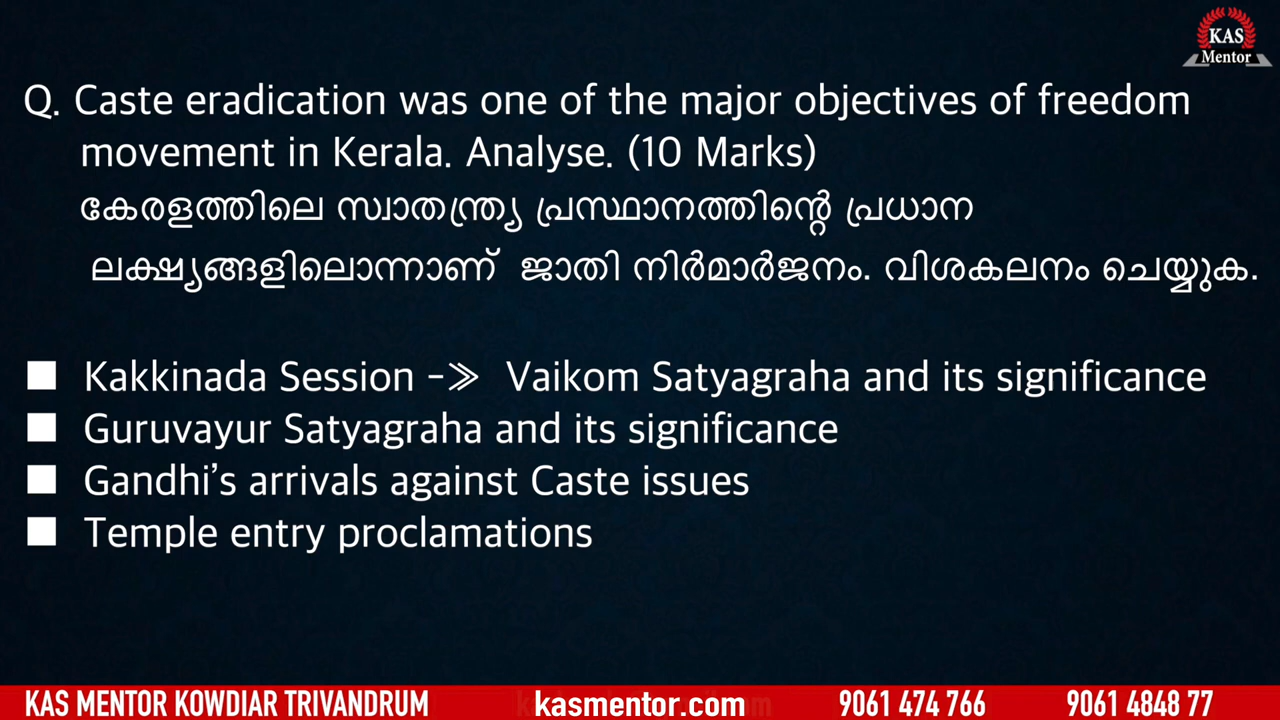 KAS
Mentor
Q. Caste eradication was one of the major objectives of freedom
movement in Kerala. Analyse. (10 Marks)
കേരളത്തിലെ സ്വാതന്ത്ര്യ പ്രസ്ഥാനത്തിന്റെ പ്രധാന
ലക്ഷ്യങ്ങളിലൊന്നാണ് ജാതി നിർമാർജനം. വിശകലനം ചെയ്യുക.
■ Kakkinada Session -≫ Vaikom Satyagraha and its significance
■ Guruvayur Satyagraha and its significance
■ Gandhi’s arrivals against Caste issues
■ Temple entry proclamations
KAS MENTOR KOWDIAR TRIVANDRUM kasmentor.com 9061 474 766 9061 4848 77